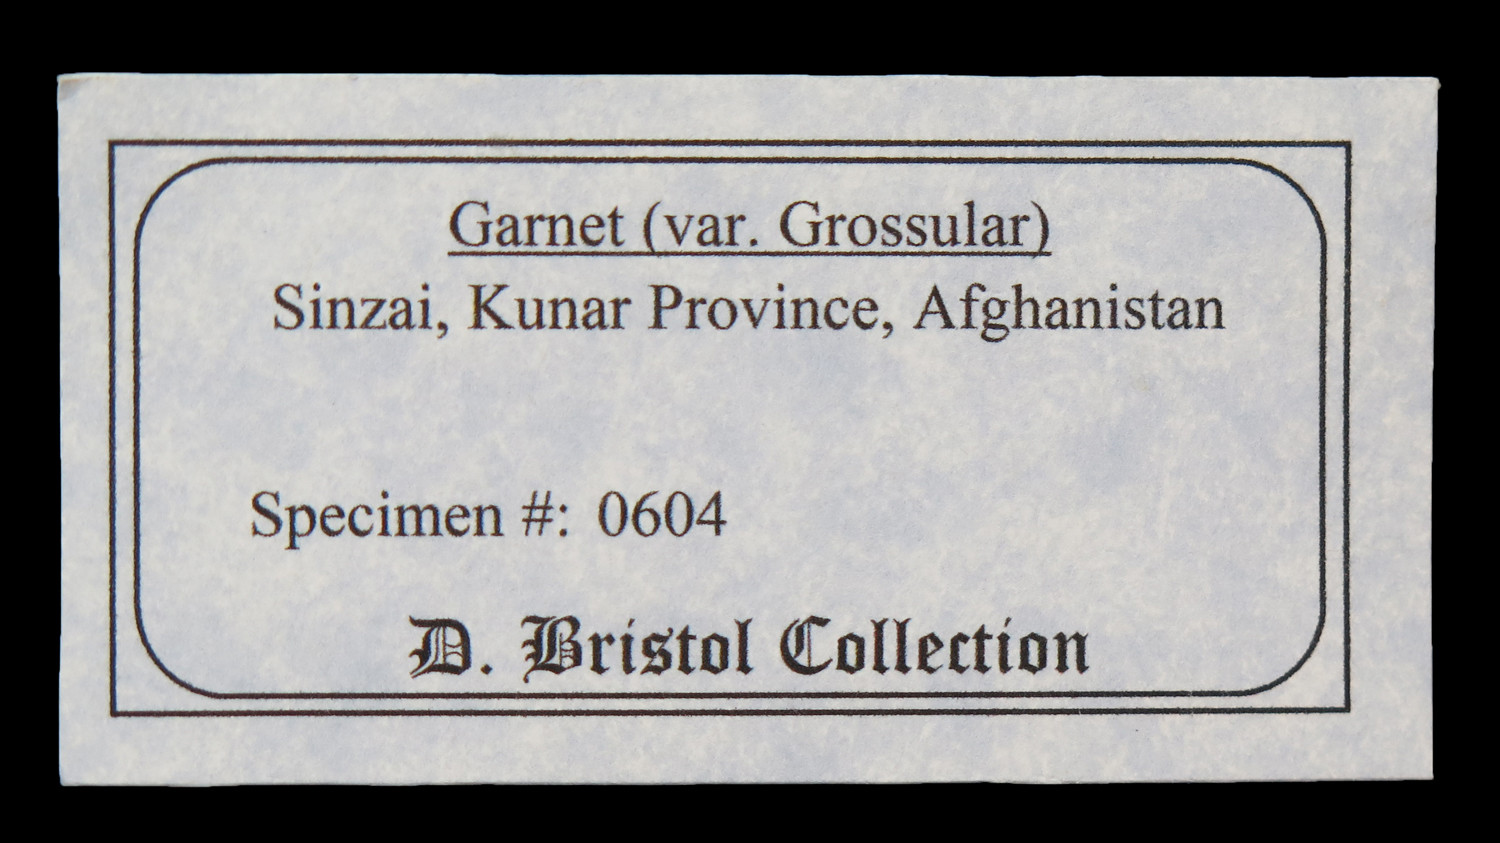 Garnet (var. Grossular)
Sinzai, Kunar Province, Afghanistan
Specimen #: 0604
D. Bristol Collection